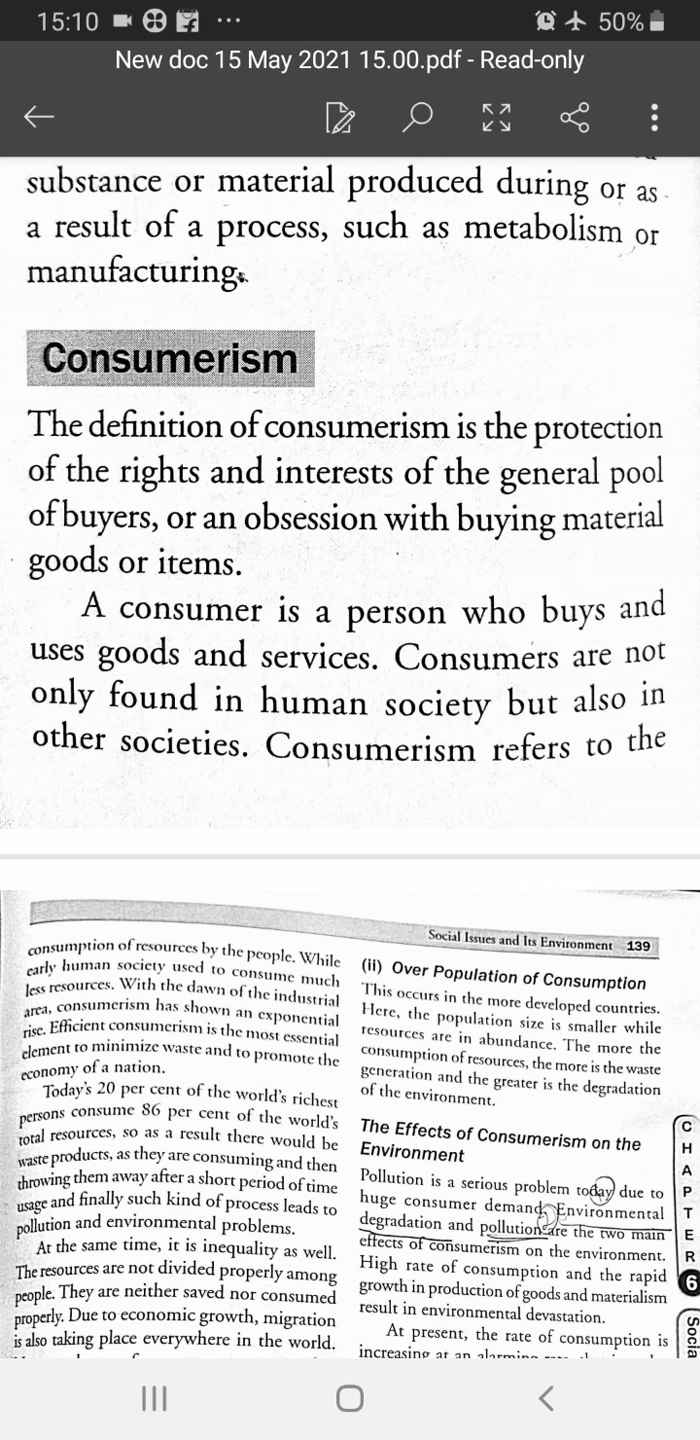 15:10 ...
50%
New doc 15 May 2021 15.00.pdf - Read-only
substance or material produced during or as
a result of a process, such as metabolism or
manufacturing.
Consumerism
The definition of consumerism is the protection
of the rights and interests of the general pool
of buyers, or an obsession with buying material
goods or items.
A consumer is a person who buys and
uses goods and services. Consumers are not
only found in human society but also in
other societies. Consumerism refers to the
Social Issues and Its Environment 139
consumption of resources by the people. While
early human society used to consume much
less resources. With the dawn of the industrial
area, consumerism has shown an exponential
rise. Efficient consumerism is the most essential
element to minimize waste and to promote the
economy of a nation.
Today's 20 per cent of the world's richest
persons consume 86 per cent of the world's
total resources, so as a result there would be
waste products, as they are consuming and then
throwing them away after a short period of time
usage and finally such kind of process leads to
pollution and environmental problems.
At the same time, it is inequality as well.
The resources are not divided properly among
people. They are neither saved nor consumed
properly. Due to economic growth, migration
is also taking place everywhere in the world.
(ii) Over Population of Consumption
This occurs in the more developed countries.
Here, the population size is smaller while
resources are in abundance. The more the
consumption of resources, the more is the waste
generation and the greater is the degradation
of the environment.
The Effects of Consumerism on the
Environment
Pollution is a serious problem today due to
huge consumer demand. Environmental
degradation and pollution are the two main
effects of consumerism on the environment.
High rate of consumption and the rapid
growth in production of goods and materialism
result in environmental devastation.
At present, the rate of consumption is
increasing at an
CHAPTER
6
Socia